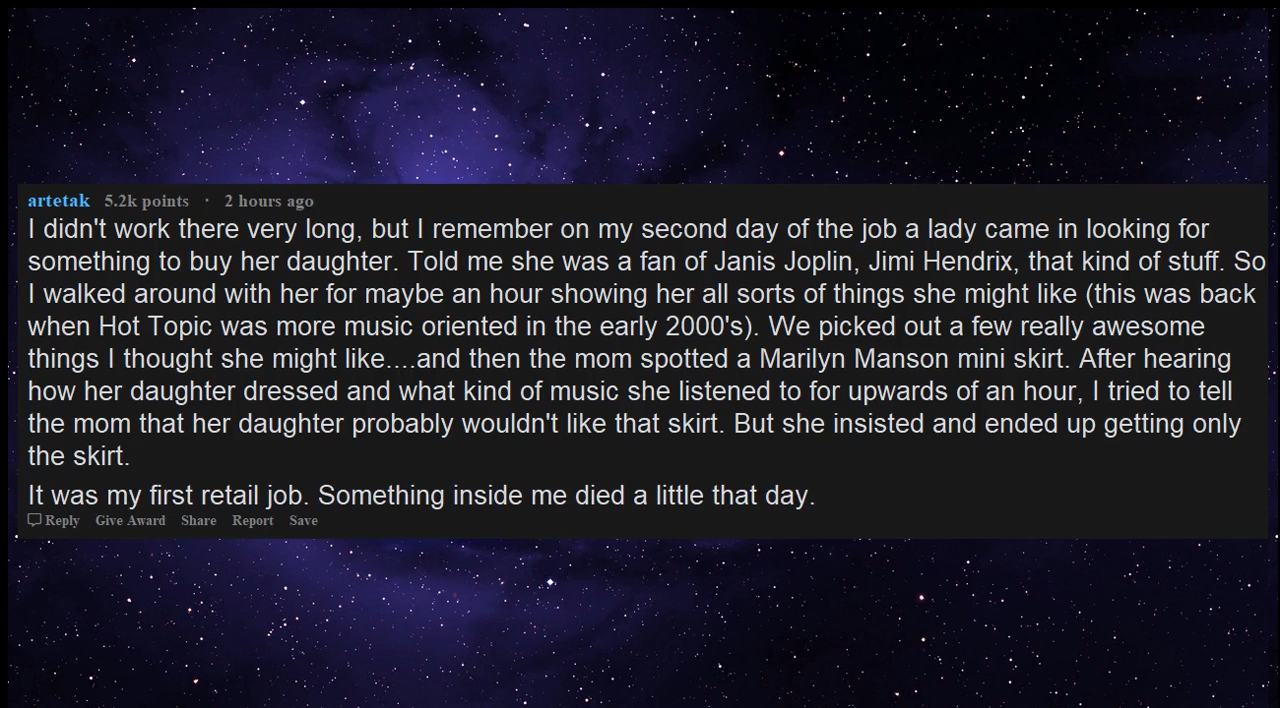 artetak 5.2k points · 2 hours ago
I didn't work there very long, but I remember on my second day of the job a lady came in looking for
something to buy her daughter. Told me she was a fan of Janis Joplin, Jimi Hendrix, that kind of stuff. So
I walked around with her for maybe an hour showing her all sorts of things she might like (this was back
when Hot Topic was more music oriented in the early 2000's). We picked out a few really awesome
things I thought she might like....and then the mom spotted a Marilyn Manson mini skirt. After hearing
how her daughter dressed and what kind of music she listened to for upwards of an hour, I tried to tell
the mom that her daughter probably wouldn't like that skirt. But she insisted and ended up getting only
the skirt.
It was my first retail job. Something inside me died a little that day.
Reply Give Award Share Report Save